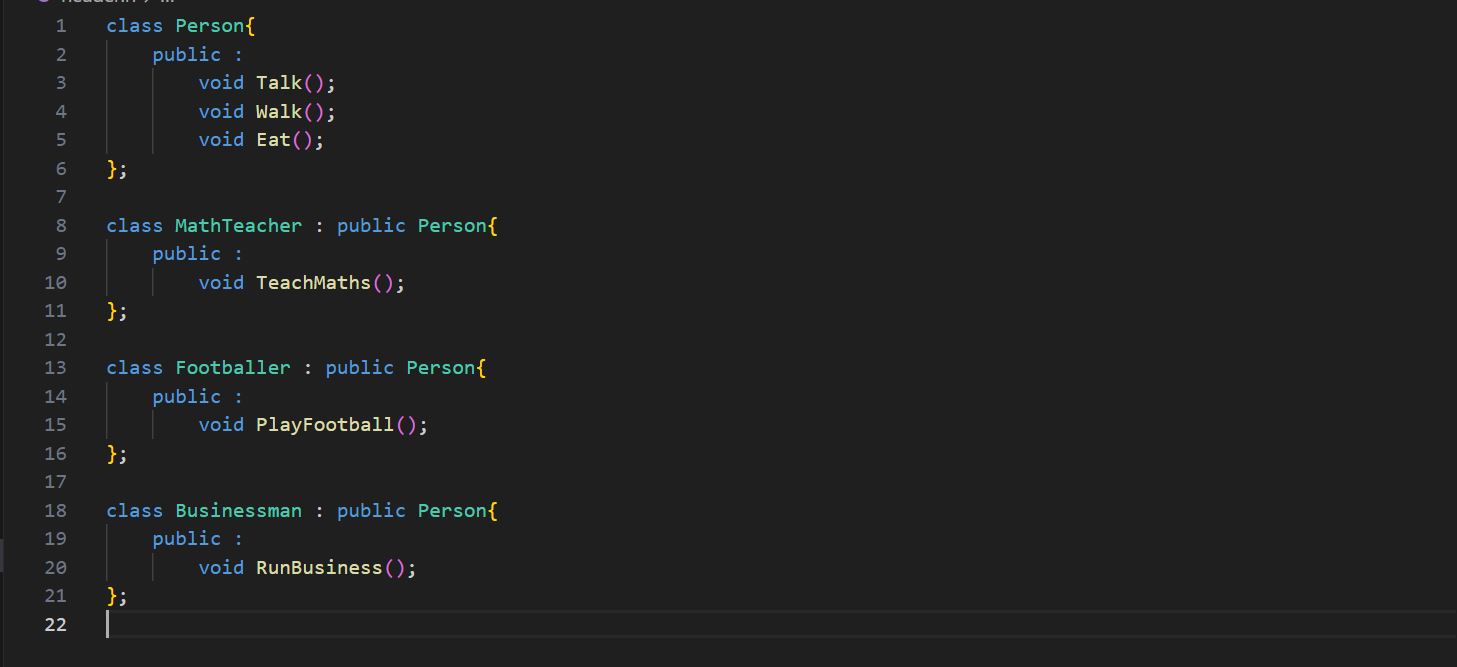 1 class Person{
2 public :
3 void Talk();
4 void Walk();
5 void Eat();
6 };
7
8 class MathTeacher : public Person{
9 public :
10 void TeachMaths();
11 };
12
13 class Footballer : public Person{
14 public :
15 void PlayFootball();
16 };
17
18 class Businessman : public Person{
19 public :
20 void RunBusiness();
21 };
22